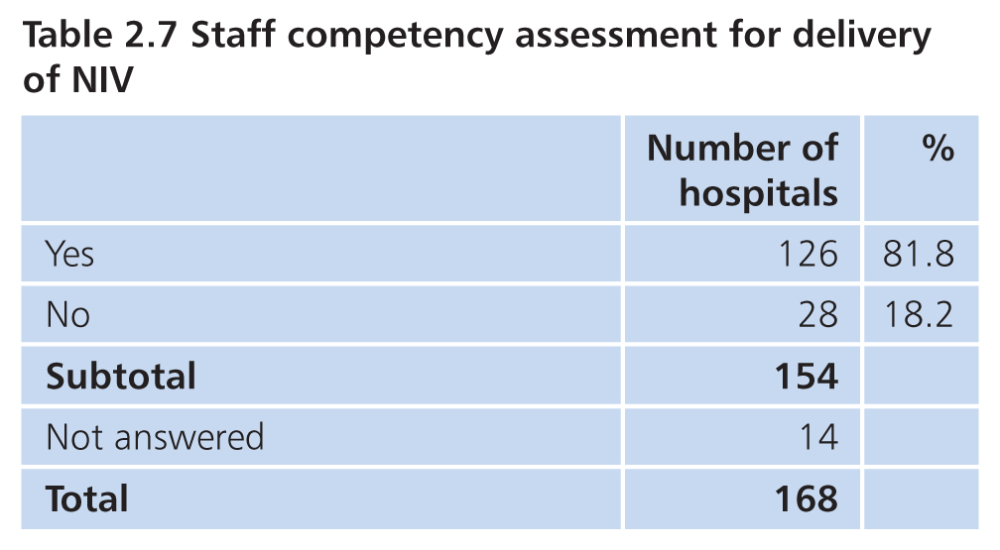 Table 2.7 Staff competency assessment for delivery
of NIV
Number of hospitals %
Yes 126 81.8
No 28 18.2
Subtotal 154
Not answered 14
Total 168